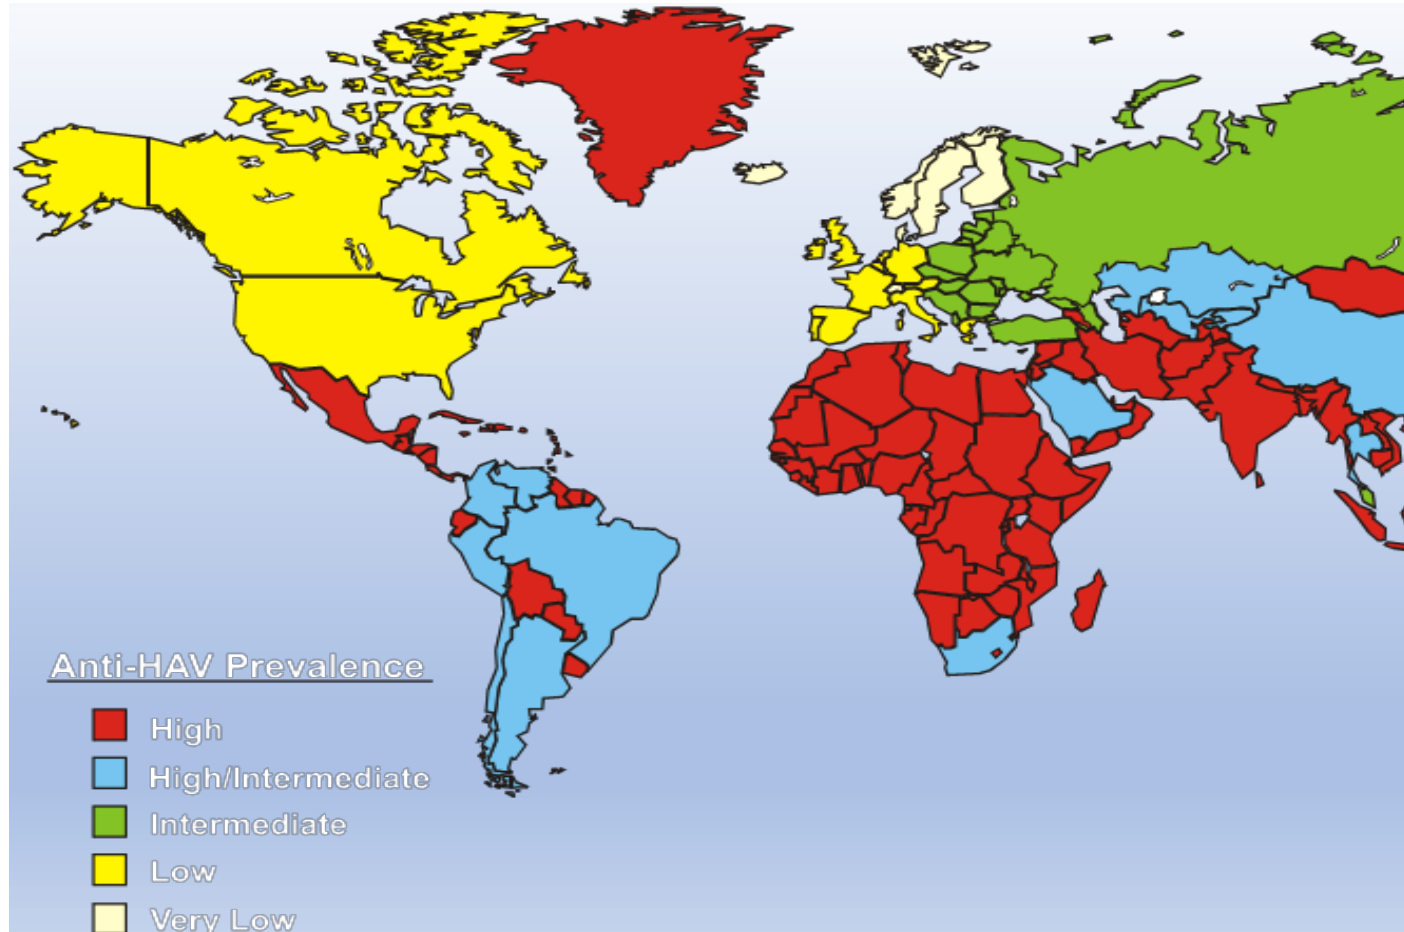 Anti-HAV Prevalence
High
High/Intermediate
Intermediate
Low
Very Low